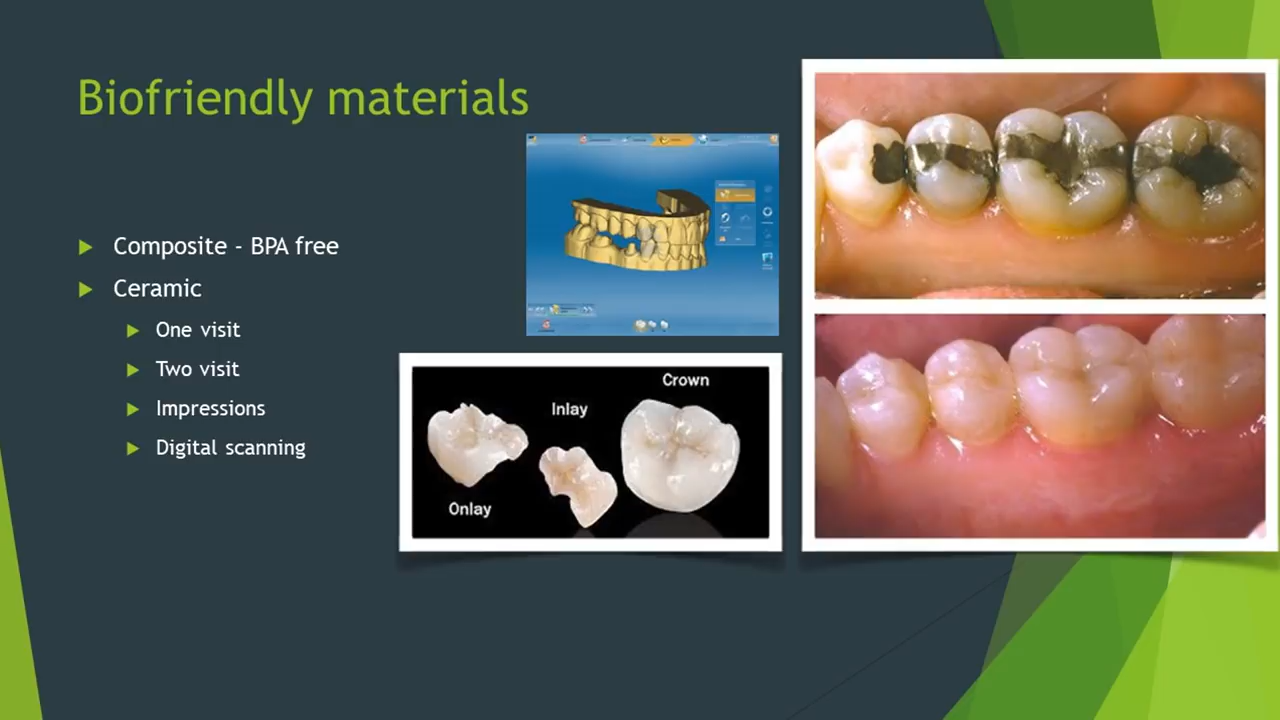 Biofriendly materials
Composite - BPA free
Ceramic
One visit
Two visit
Impressions
Digital scanning
Crown
Inlay
Onlay